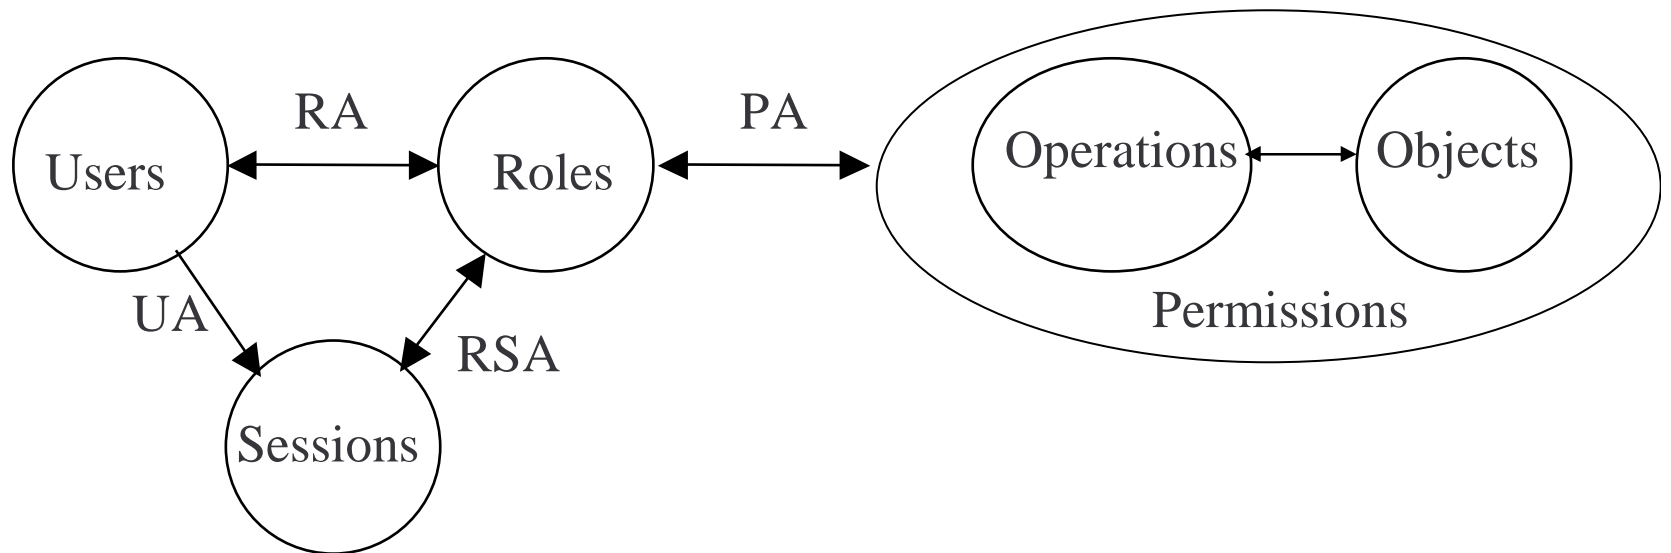 RA
PA
Users
Roles
Operations
Objects
UA
Permissions
RSA
Sessions